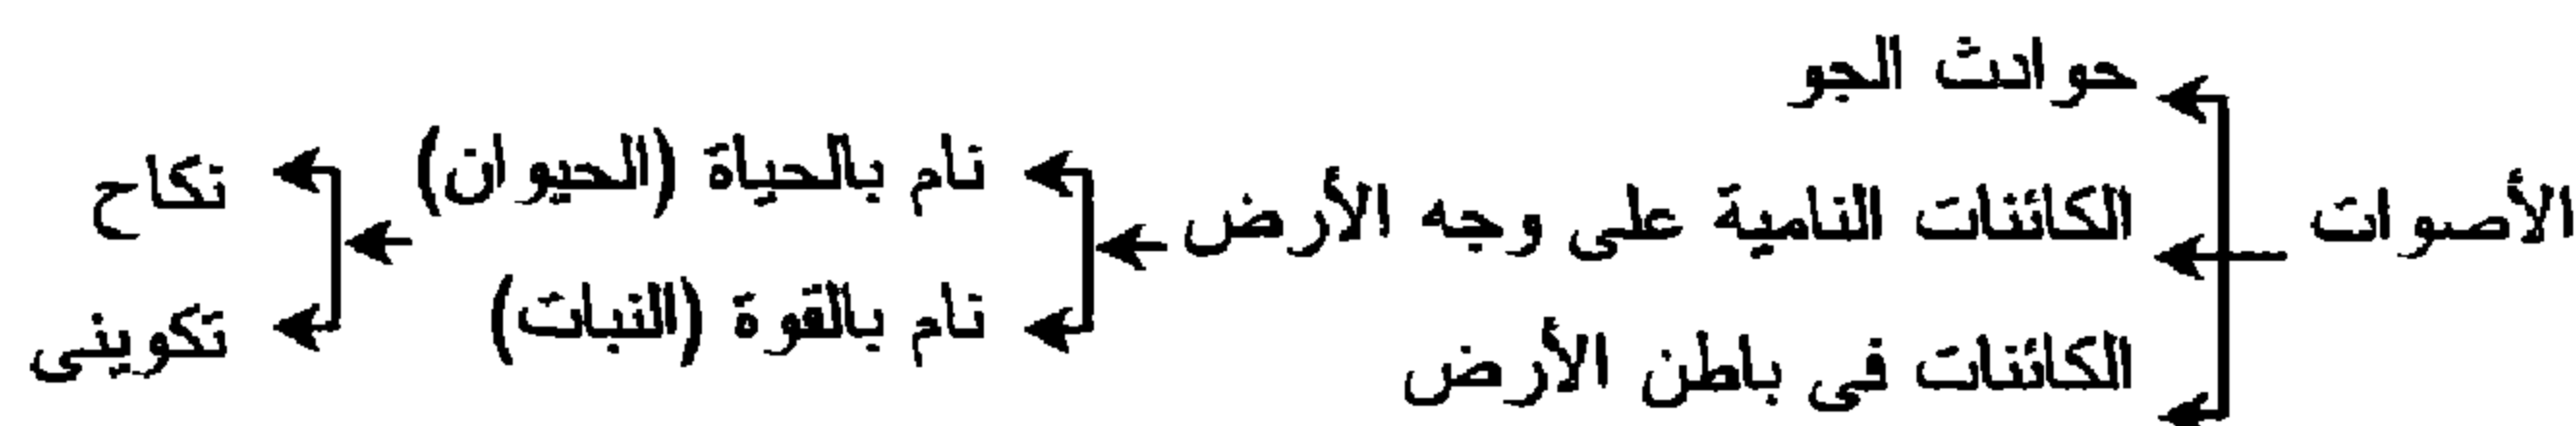 الأصوات
حوادث الجو
الكائنات النامية على وجه الأرض
الكائنات فى باطن الأرض
نام بالحياة (الحيوان)
نام بالقوة (النبات)
نكاح
تكوينى